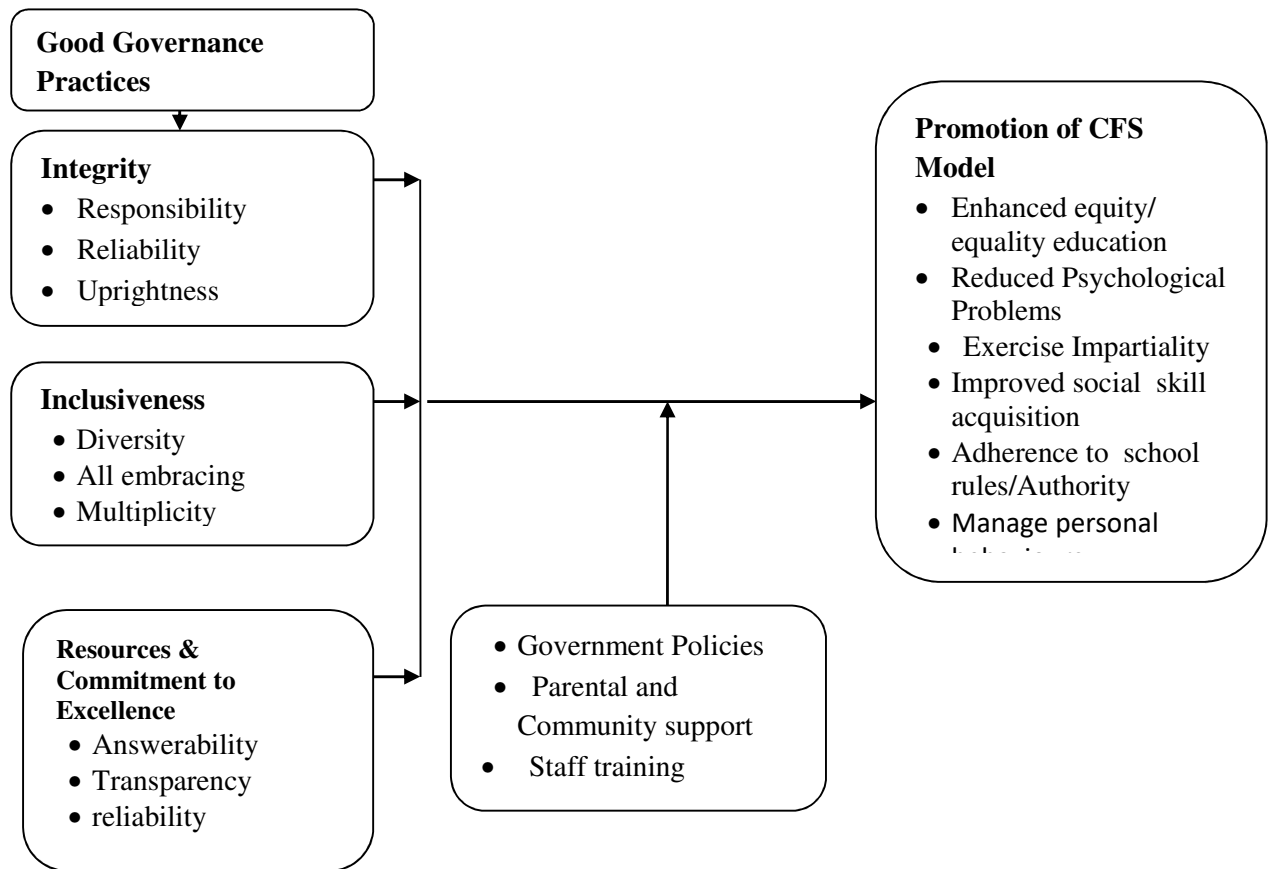 Good Governance
Practices
Integrity
• Responsibility
• Reliability
• Uprightness
Inclusiveness
• Diversity
• All embracing
• Multiplicity
Resources &
Commitment to
Excellence
• Answerability
• Transparency
• reliability
• Government Policies
• Parental and
Community support
• Staff training
Promotion of CFS
Model
• Enhanced equity/
equality education
• Reduced Psychological
Problems
• Exercise Impartiality
• Improved social skill
acquisition
• Adherence to school
rules/Authority
• Manage personal